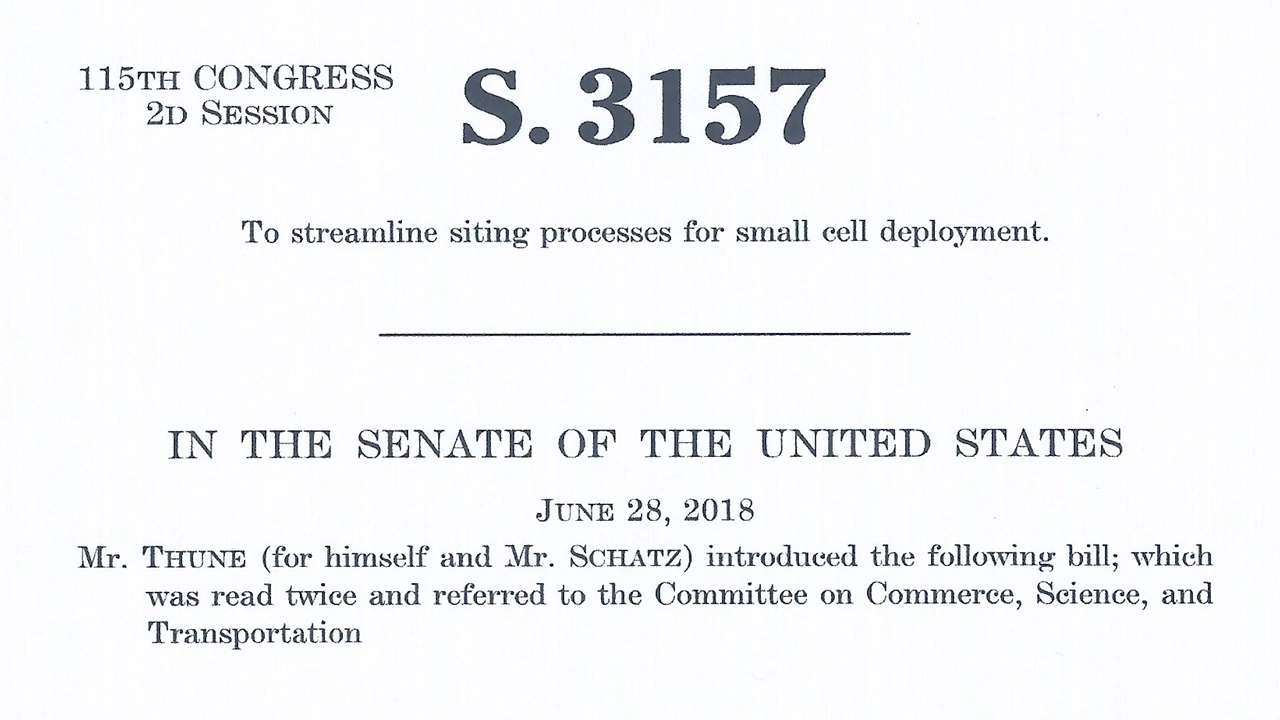 115TH CONGRESS
2D SESSION
S. 3157
To streamline siting processes for small cell deployment.
IN THE SENATE OF THE UNITED STATES
JUNE 28, 2018
Mr. THUNE (for himself and Mr. SCHATZ) introduced the following bill; which
was read twice and referred to the Committee on Commerce, Science, and
Transportation